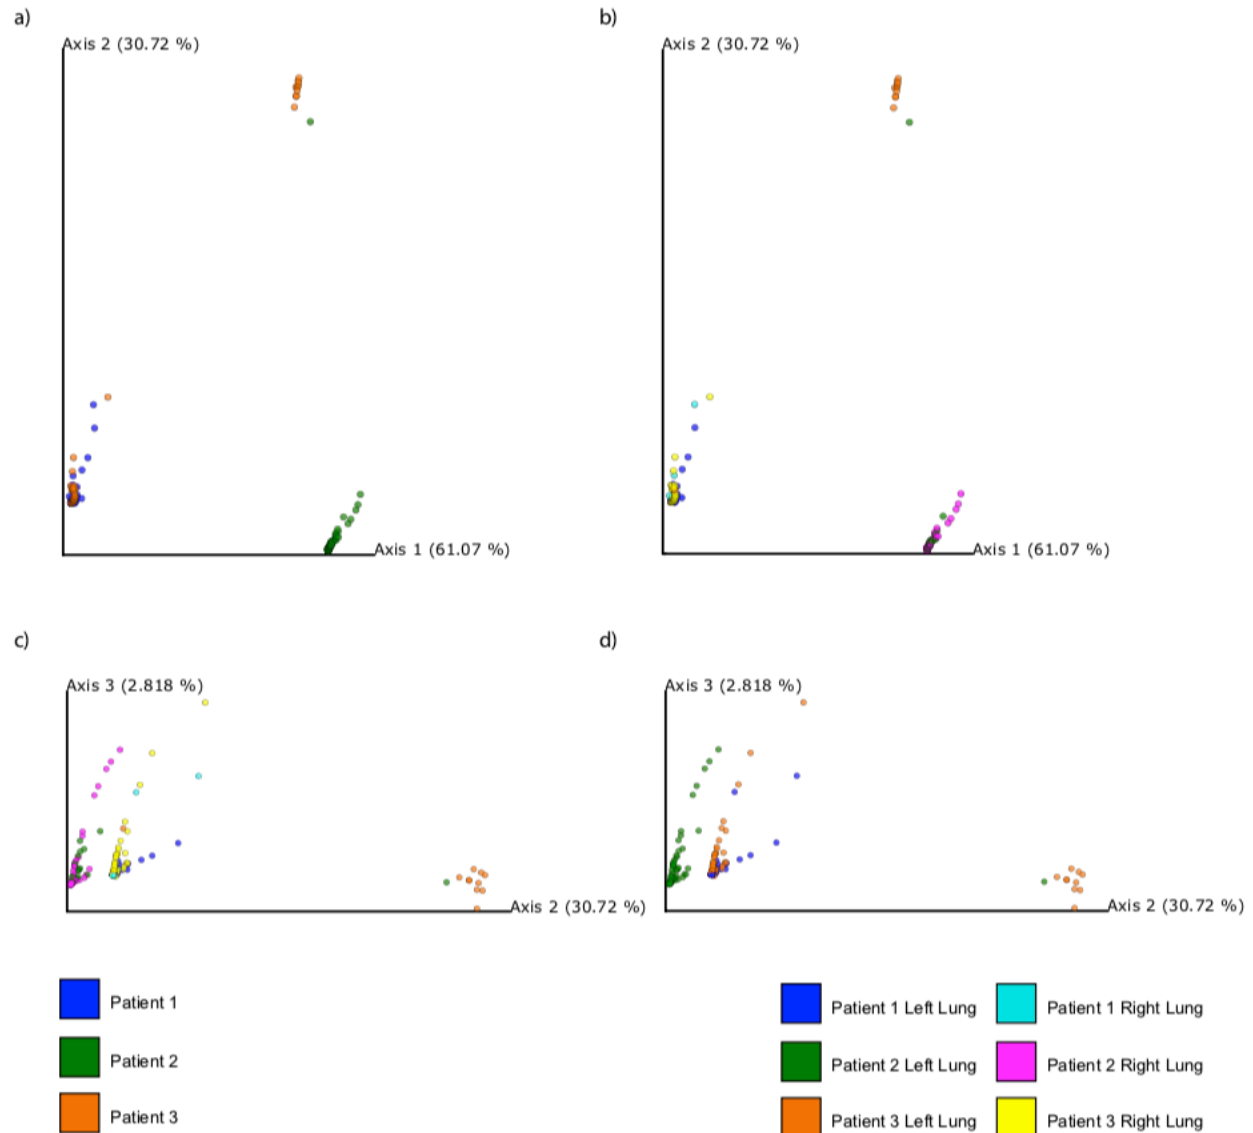 a)
b)
Axis 2 (30.72 %)
Axis 2 (30.72 %)
Axis 1 (61.07 %)
Axis 1 (61.07 %)
c)
d)
Axis 3 (2.818 %)
Axis 3 (2.818 %)
Axis 2 (30.72 %)
Axis 2 (30.72 %)
Patient 1
Patient 2
Patient 3
Patient 1 Left Lung
Patient 1 Right Lung
Patient 2 Left Lung
Patient 2 Right Lung
Patient 3 Left Lung
Patient 3 Right Lung